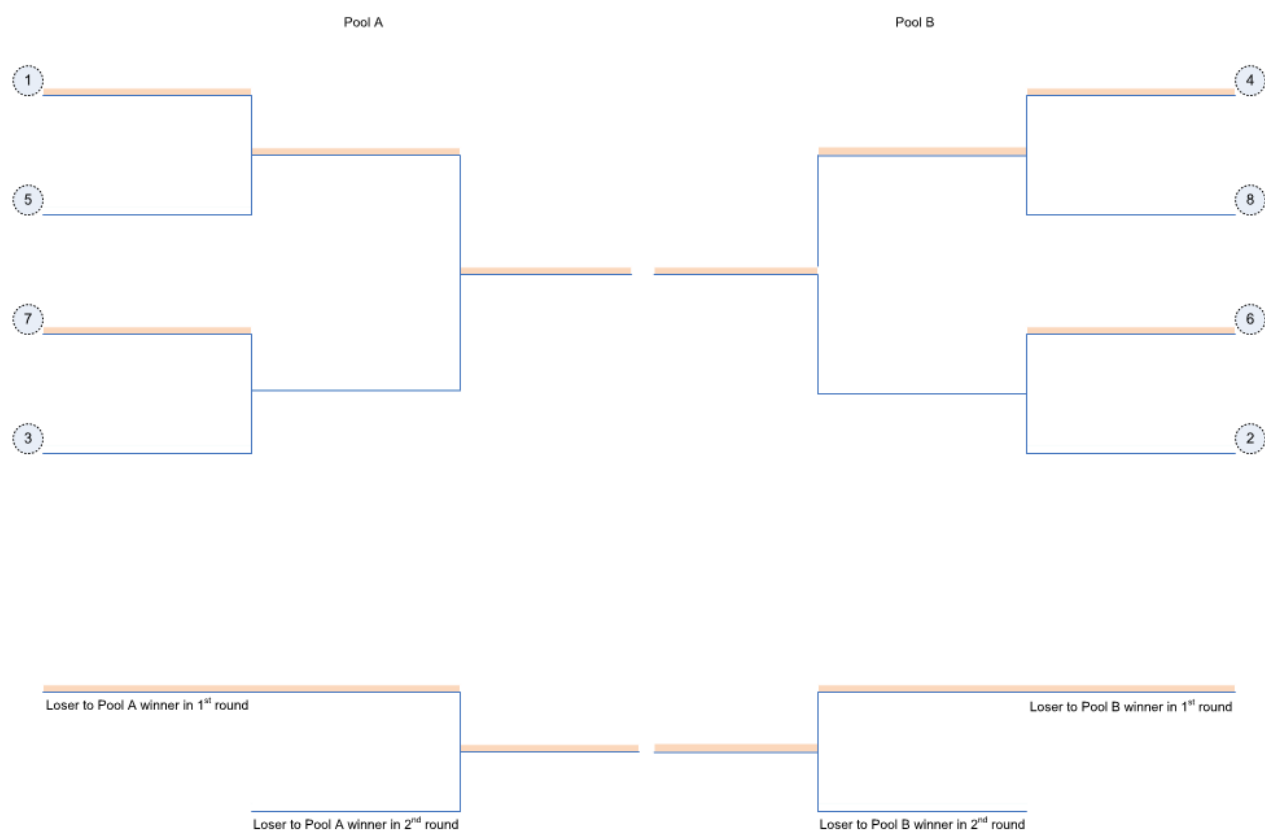 Pool A
Pool B
1
4
5
8
7
6
3
2
Loser to Pool A winner in 1st round
Loser to Pool B winner in 1st round
Loser to Pool A winner in 2nd round
Loser to Pool B winner in 2nd round